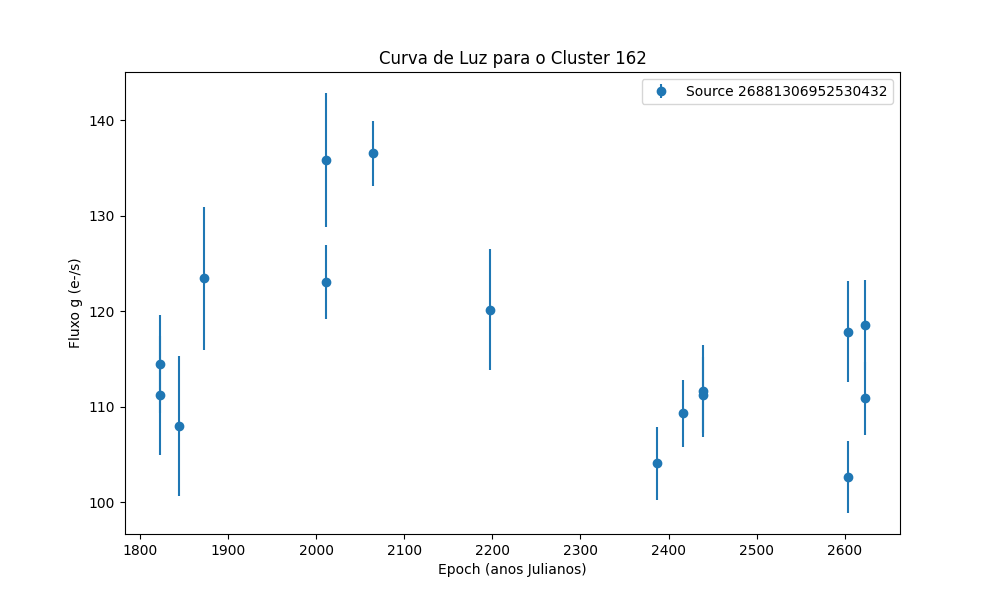 Curva de Luz para o Cluster 162
Source 26881306952530432
Fluxo g (e-/s)
140
130
120
110
100
1800 1900 2000 2100 2200 2300 2400 2500 2600
Epoch (anos Julianos)